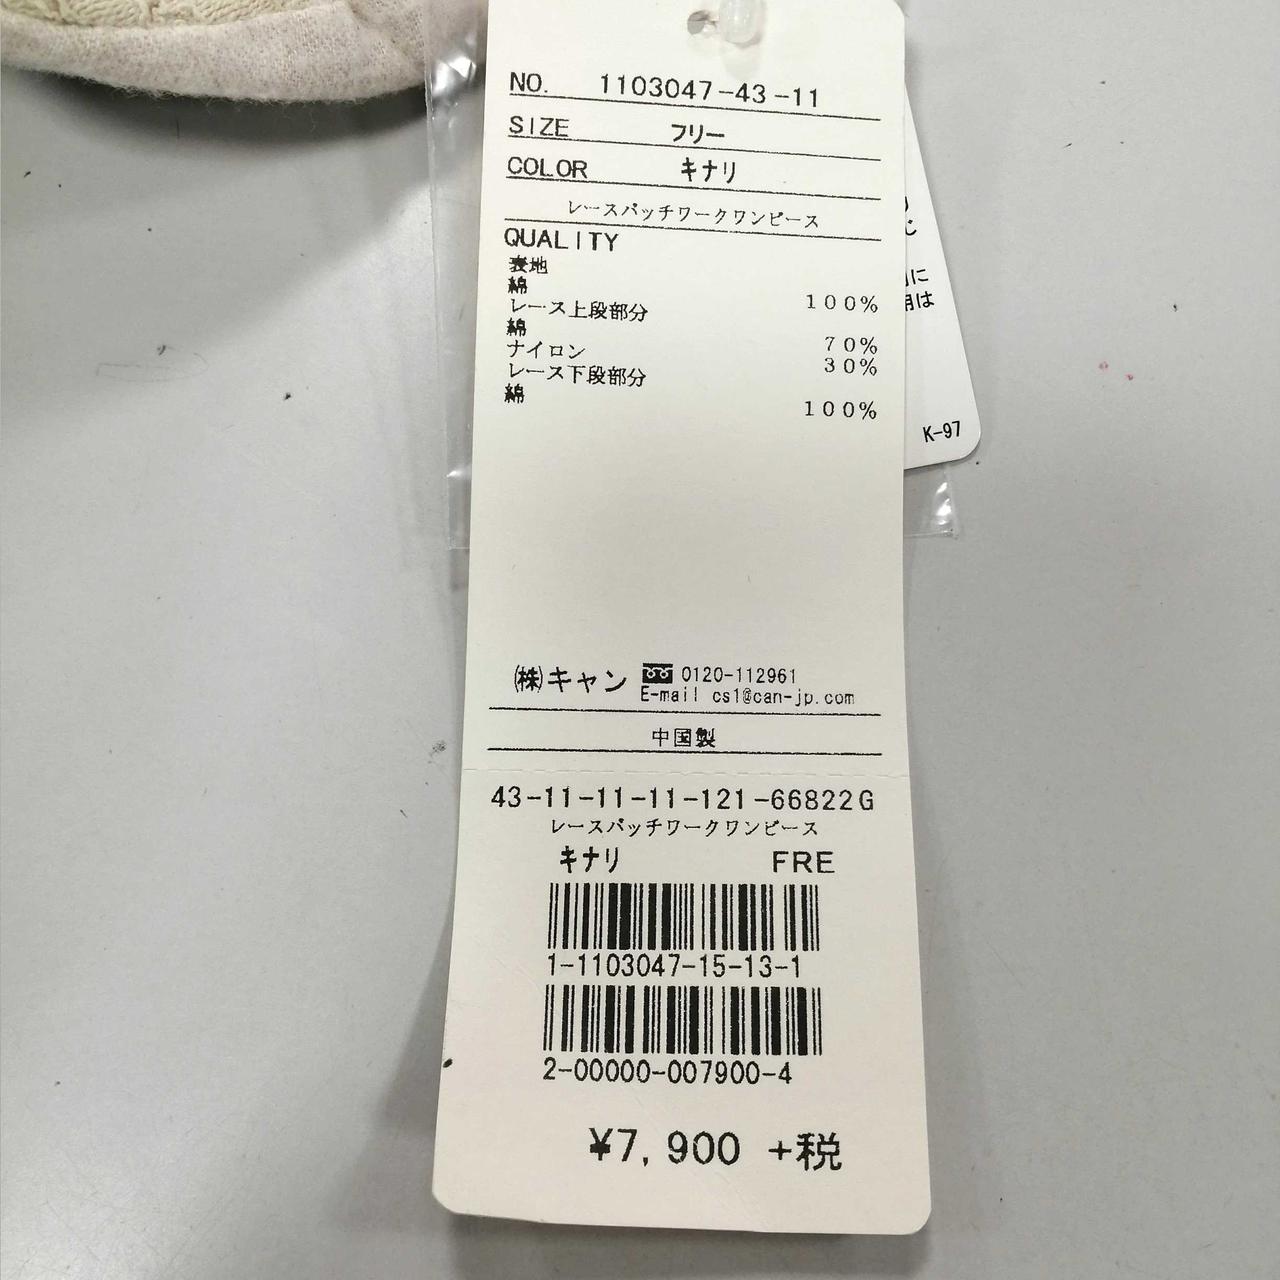 NO. 1103047-43-11
SIZE フリー
COLOR キナリ
レースパッチワークワンピース
QUALITY
表地
綿 100%
レース上段部分
綿 70%
ナイロン 30%
レース下段部分
綿 100%
㈱キャン 0120-112961
E-mail cs1@can-jp.com
中国製
43-11-11-11-121-66822G
レースパッチワークワンピース
キナリ FRE
1-1103047-15-13-1
2-00000-007900-4
¥7,900 +税
K-97